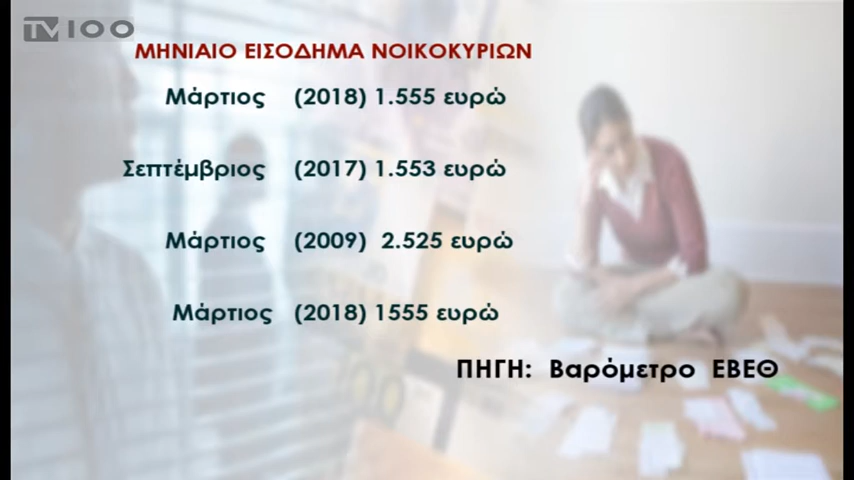 TV100
ΜΗΝΙΑΙΟ ΕΙΣΟΔΗΜΑ ΝΟΙΚΟΚΥΡΙΩΝ
Μάρτιος (2018) 1.555 ευρώ
Σεπτέμβριος (2017) 1.553 ευρώ
Μάρτιος (2009) 2.525 ευρώ
Μάρτιος (2018) 1555 ευρώ
ΠΗΓΗ: Βαρόμετρο ΕΒΕΘ